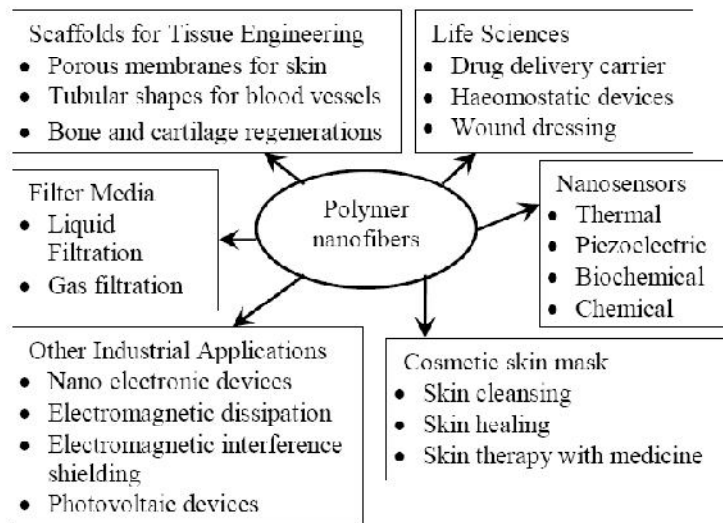 Scaffolds for Tissue Engineering
• Porous membranes for skin
• Tubular shapes for blood vessels
• Bone and cartilage regenerations
Life Sciences
• Drug delivery carrier
• Haeomostatic devices
• Wound dressing
Filter Media
• Liquid
Filtration
• Gas filtration
Polymer
nanofibers
Nanosensors
• Thermal
• Piezoelectric
• Biochemical
• Chemical
Other Industrial Applications
• Nano electronic devices
• Electromagnetic dissipation
• Electromagnetic interference
shielding
• Photovoltaic devices
Cosmetic skin mask
• Skin cleansing
• Skin healing
• Skin therapy with medicine